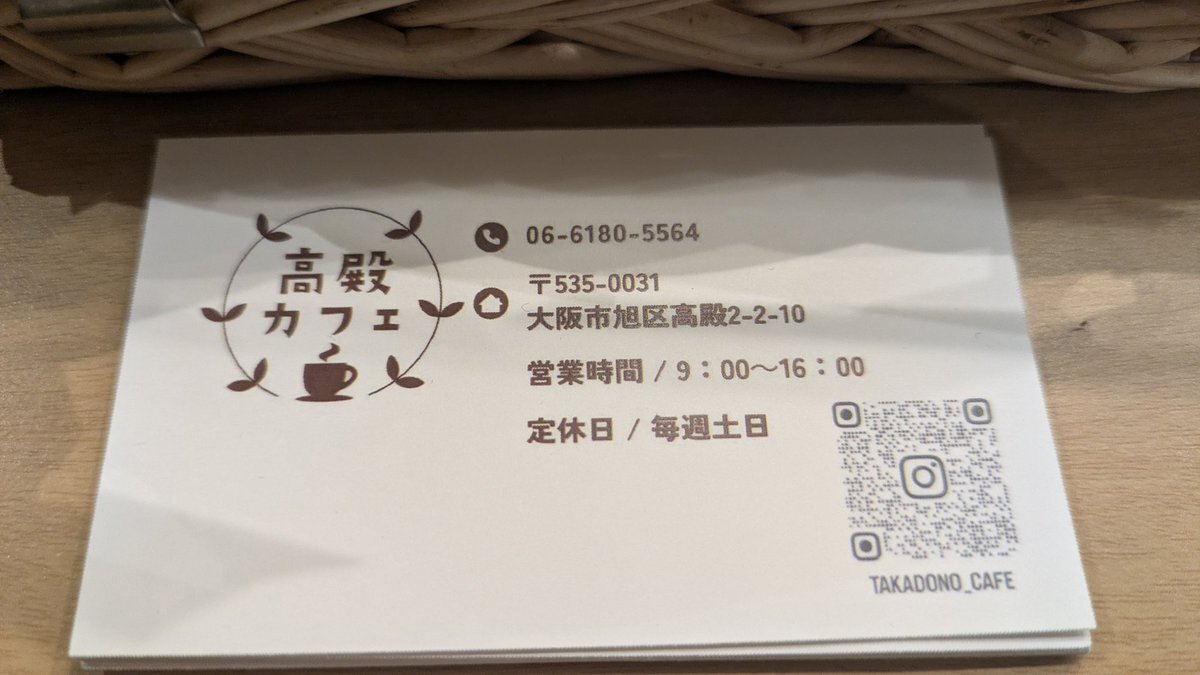 高殿
カフェ
06-6180-5564
〒535-0031
大阪市旭区高殿2-2-10
営業時間 / 9：00〜16：00
定休日 / 毎週土日
TAKADONO_CAFE